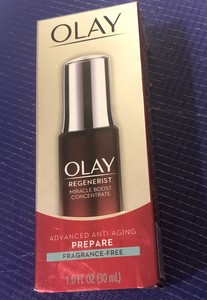 OLAY
OLAY
REGENERIST
MIRACLE BOOST
CONCENTRATE
ADVANCED ANTI-AGING
PREPARE
FRAGRANCE-FREE
1.0 FL OZ (30 mL)